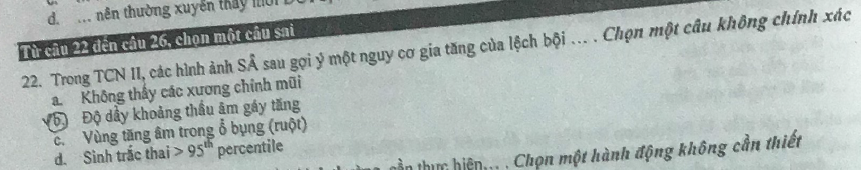 d. ... nên thường xuyên thay
Từ câu 22 đến câu 26, chọn một câu sai
22. Trong TCN II, các hình ảnh SÂ sau gợi ý một nguy cơ gia tăng của lệch bội ... . Chọn một câu không chính xác
a. Không thấy các xương chính mũi
b. Độ dầy khoảng thấu âm gáy tăng
c. Vùng tăng âm trong ổ bụng (ruột)
d. Sinh trắc thai > 95th percentile
cần thực hiện... . Chọn một hành động không cần thiết